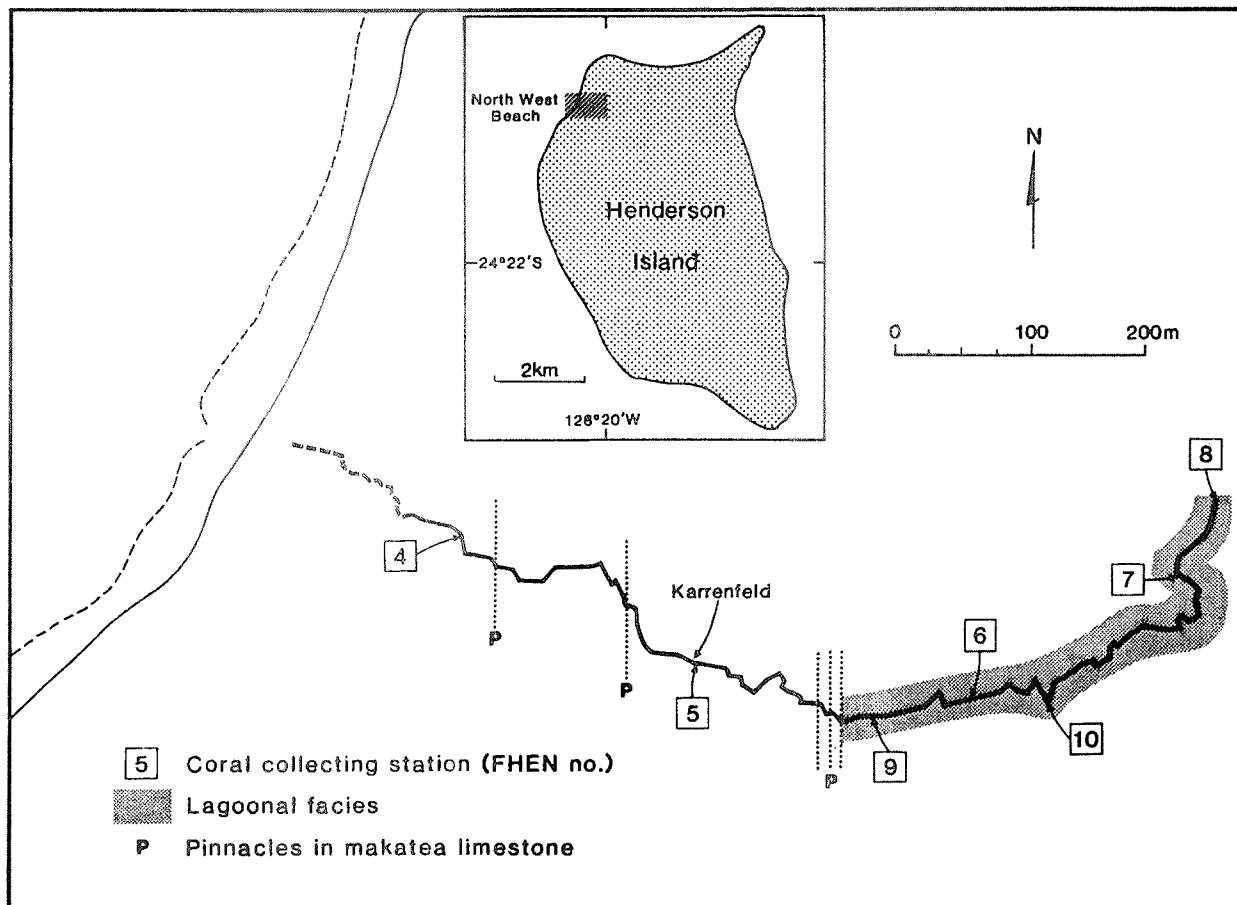 North West
Beach
Henderson
Island
24°22'S
2km
128°20'W
N
0 100 200m
8
7
6
4
Karrenfeld
P
P
5
10
9
P
5 Coral collecting station (FHEN no.)
Lagoonal facies
P Pinnacles in makatea limestone